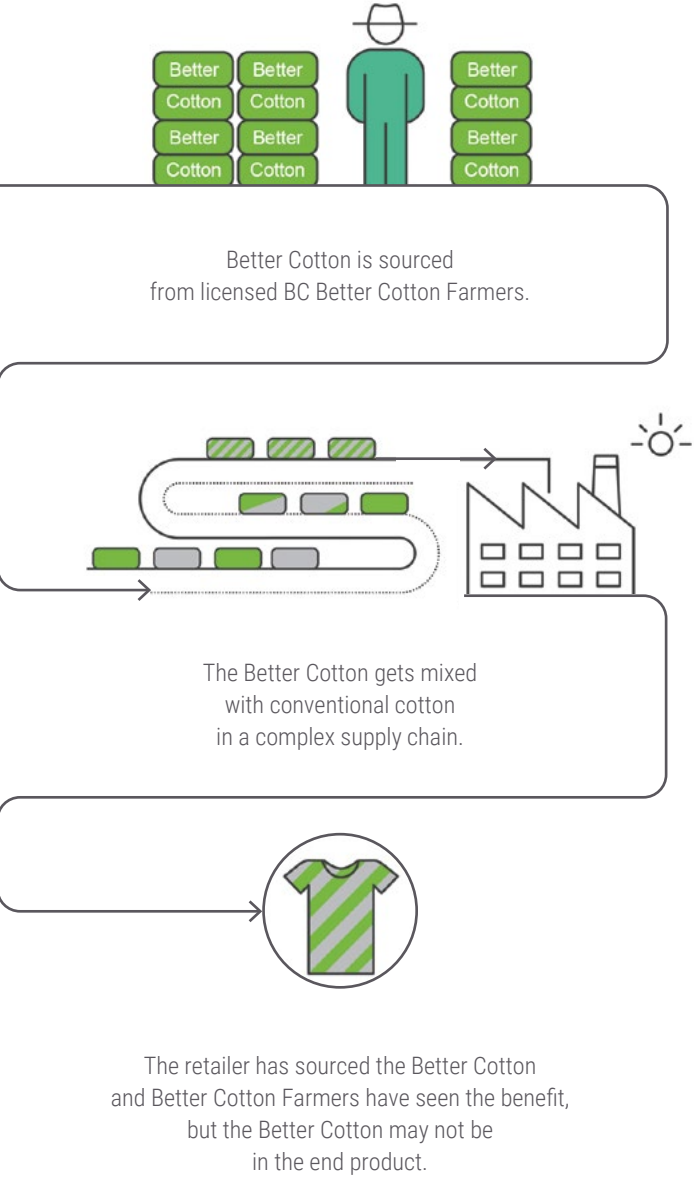 Better Better Better
Cotton Cotton Cotton
Better Better Better
Cotton Cotton Cotton
Better Cotton is sourced
from licensed BC Better Cotton Farmers.
The Better Cotton gets mixed
with conventional cotton
in a complex supply chain.
The retailer has sourced the Better Cotton
and Better Cotton Farmers have seen the benefit,
but the Better Cotton may not be
in the end product.